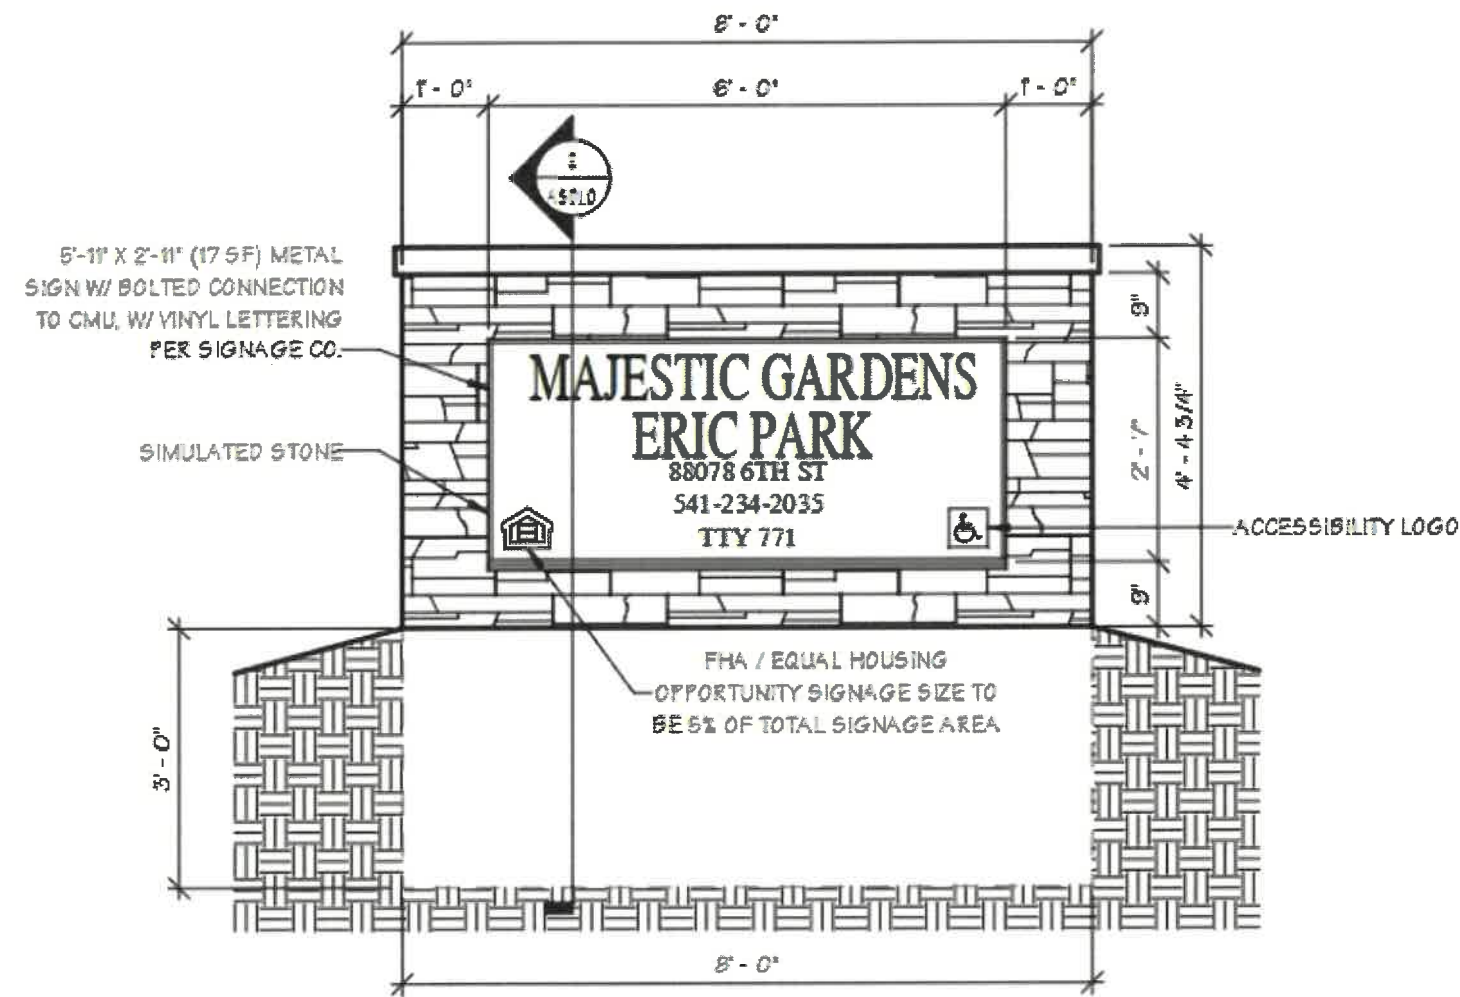 8' - 0"
1' - 0"
6' - 0"
1' - 0"
5'-11" X 2'-11" (17 SF) METAL
SIGN W/ BOLTED CONNECTION
TO CMU, W/ VINYL LETTERING
PER SIGNAGE CO.
SIMULATED STONE
MAJESTIC GARDENS
ERIC PARK
88078 6TH ST
541-234-2035
TTY 771
9"
2' - 7"
9"
4' - 4 3/4"
ACCESSIBILITY LOGO
FHA / EQUAL HOUSING
OPPORTUNITY SIGNAGE SIZE TO
BE 5% OF TOTAL SIGNAGE AREA
3' - 0"
8' - 0"